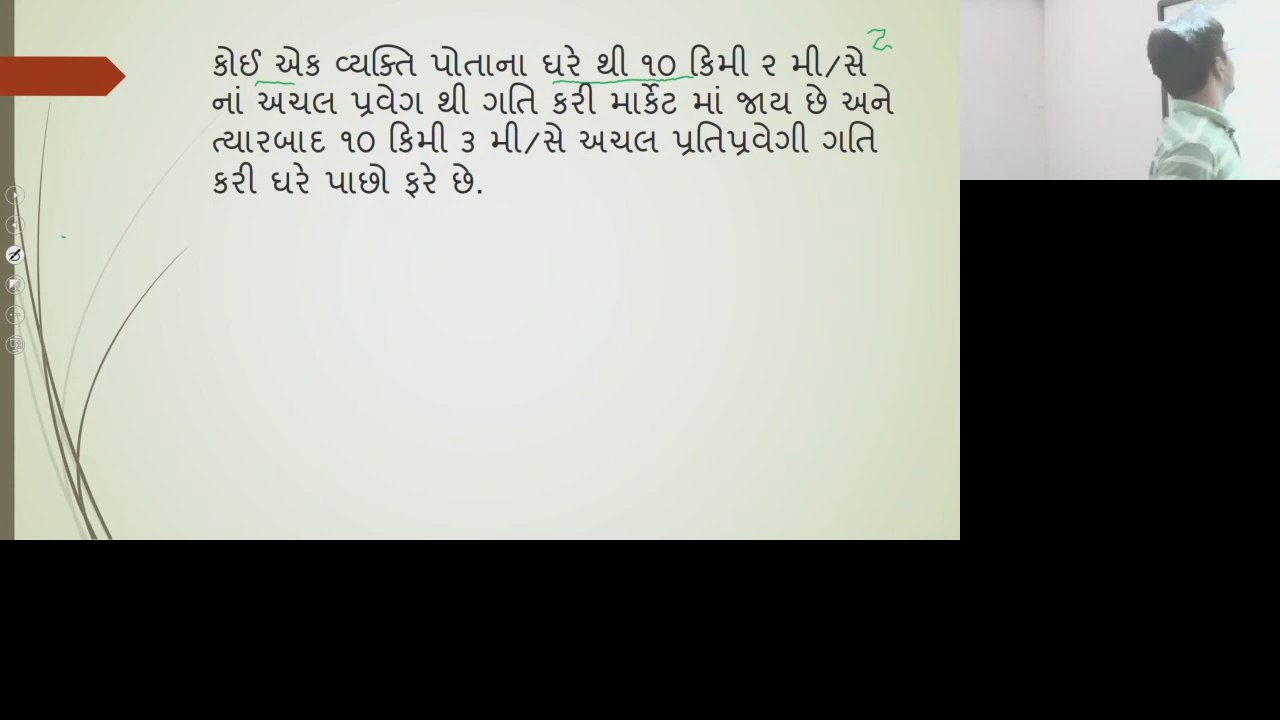 કોઈ એક વ્યક્તિ પોતાના ઘરે થી ૧૦ કિમી ૨ મી/સે
નાં અચલ પ્રવેગ થી ગતિ કરી માર્કેટ માં જાય છે અને
ત્યારબાદ ૧૦ કિમી ૩ મી/સે અચલ પ્રતિપ્રવેગી ગતિ
કરી ઘરે પાછો ફરે છે.